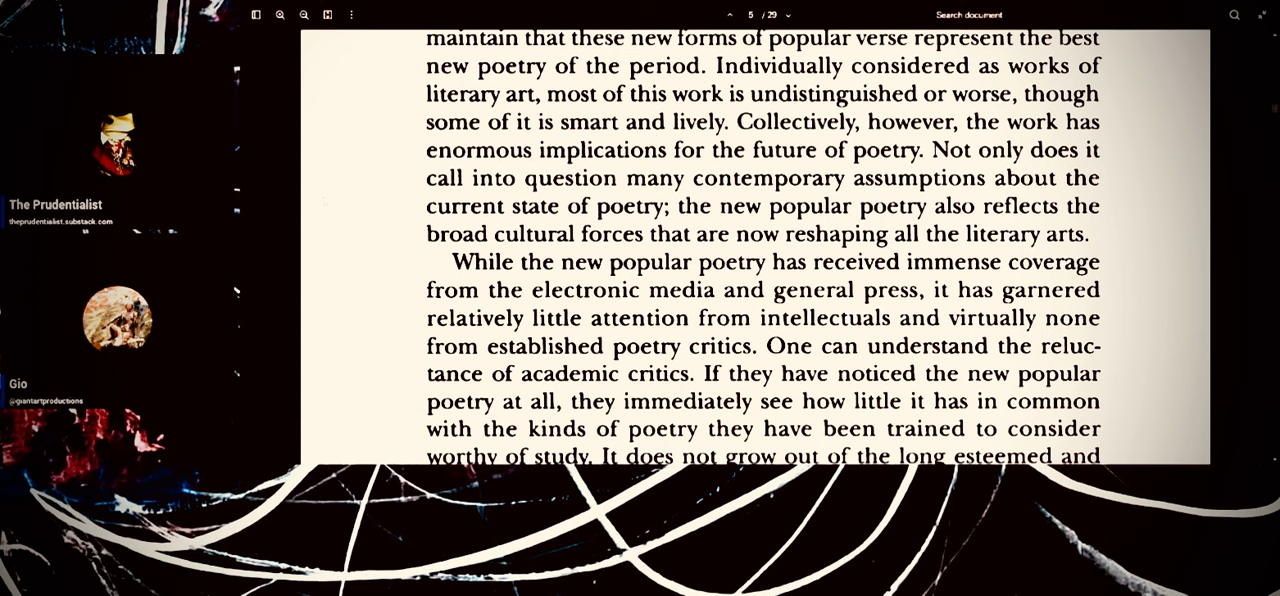 5 / 29
Search document
The Prudentialist
theprudentialist.substack.com
Gio
@giantartproductions
maintain that these new forms of popular verse represent the best
new poetry of the period. Individually considered as works of
literary art, most of this work is undistinguished or worse, though
some of it is smart and lively. Collectively, however, the work has
enormous implications for the future of poetry. Not only does it
call into question many contemporary assumptions about the
current state of poetry; the new popular poetry also reflects the
broad cultural forces that are now reshaping all the literary arts.
While the new popular poetry has received immense coverage
from the electronic media and general press, it has garnered
relatively little attention from intellectuals and virtually none
from established poetry critics. One can understand the reluc-
tance of academic critics. If they have noticed the new popular
poetry at all, they immediately see how little it has in common
with the kinds of poetry they have been trained to consider
worthy of study. It does not grow out of the long esteemed and